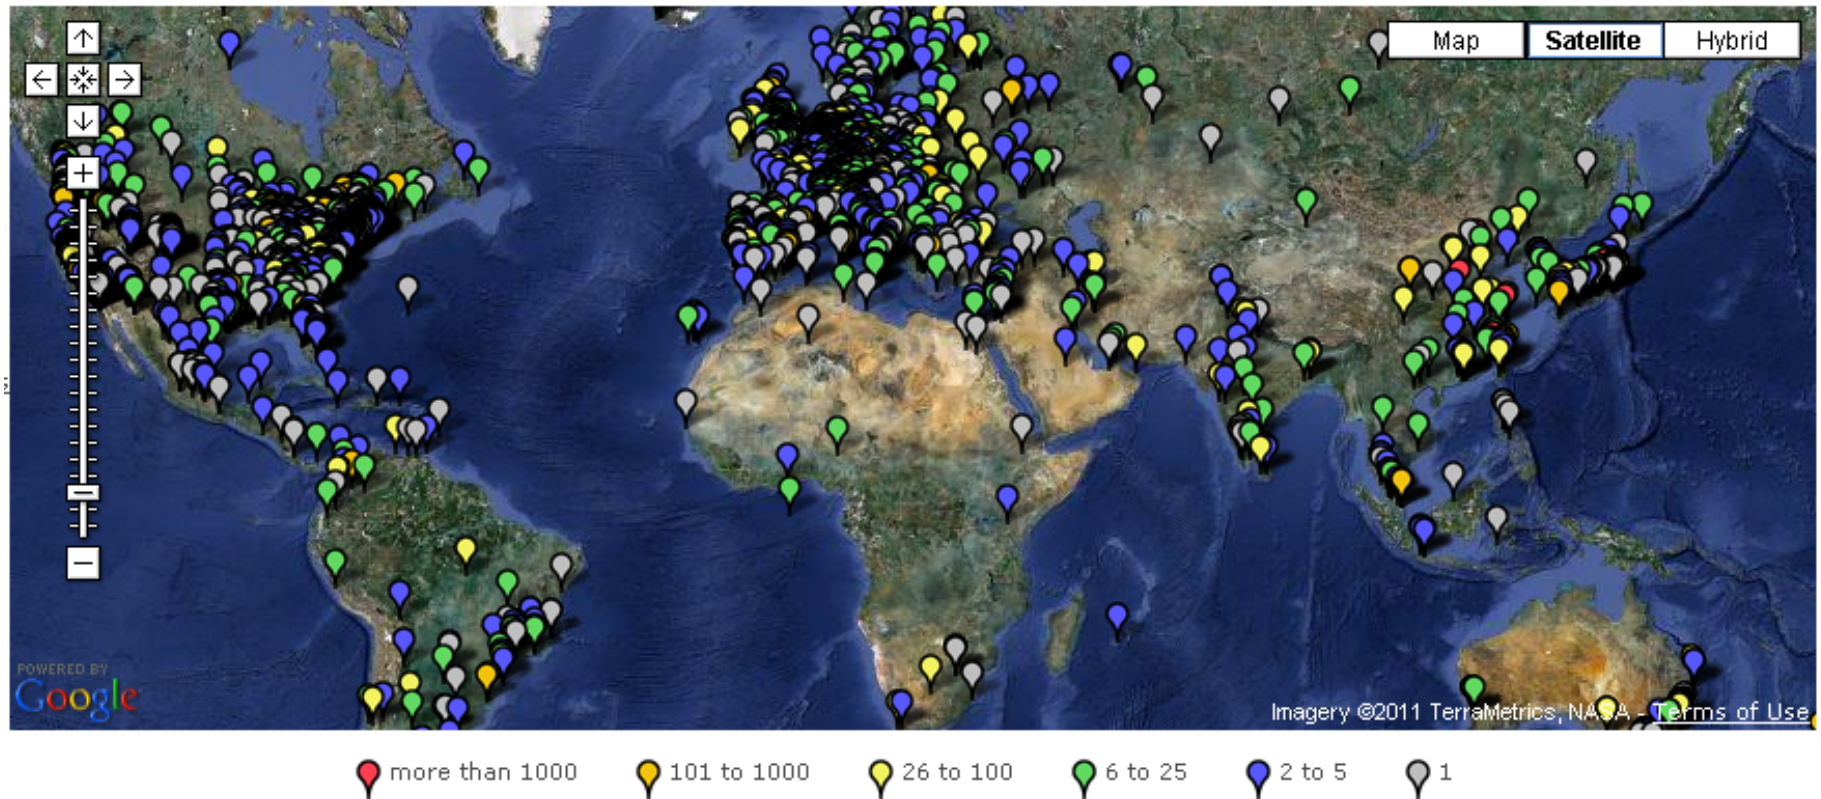 Map
Satellite
Hybrid
POWERED BY
Google
Imagery ©2011 TerraMetrics, NASA - Terms of Use
more than 1000
101 to 1000
26 to 100
6 to 25
2 to 5
1